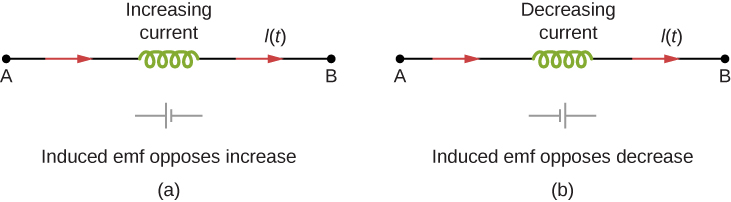 Increasing
current
I(t)
A
B
Induced emf opposes increase
(a)
Decreasing
current
I(t)
A
B
Induced emf opposes decrease
(b)